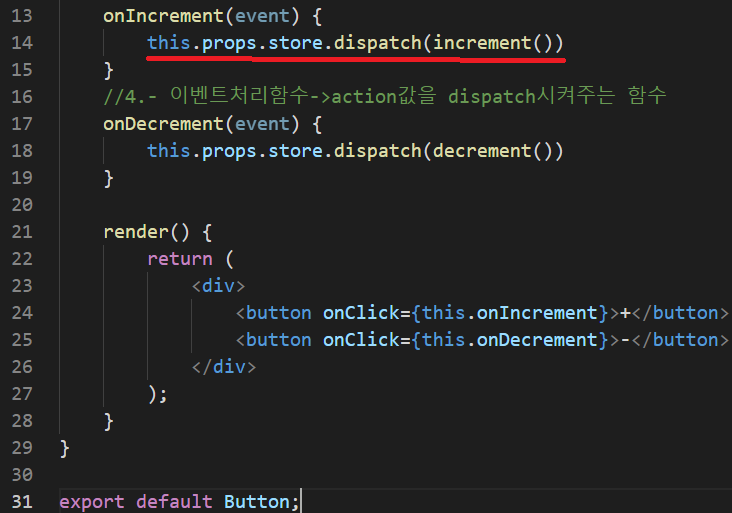 13 onIncrement(event) {
14 this.props.store.dispatch(increment())
15 }
16 //4.- 이벤트처리함수->action값을 dispatch시켜주는 함수
17 onDecrement(event) {
18 this.props.store.dispatch(decrement())
19 }
20
21 render() {
22 return (
23 <div>
24 <button onClick={this.onIncrement}>+</button>
25 <button onClick={this.onDecrement}>-</button>
26 </div>
27 );
28 }
29 }
30
31 export default Button;